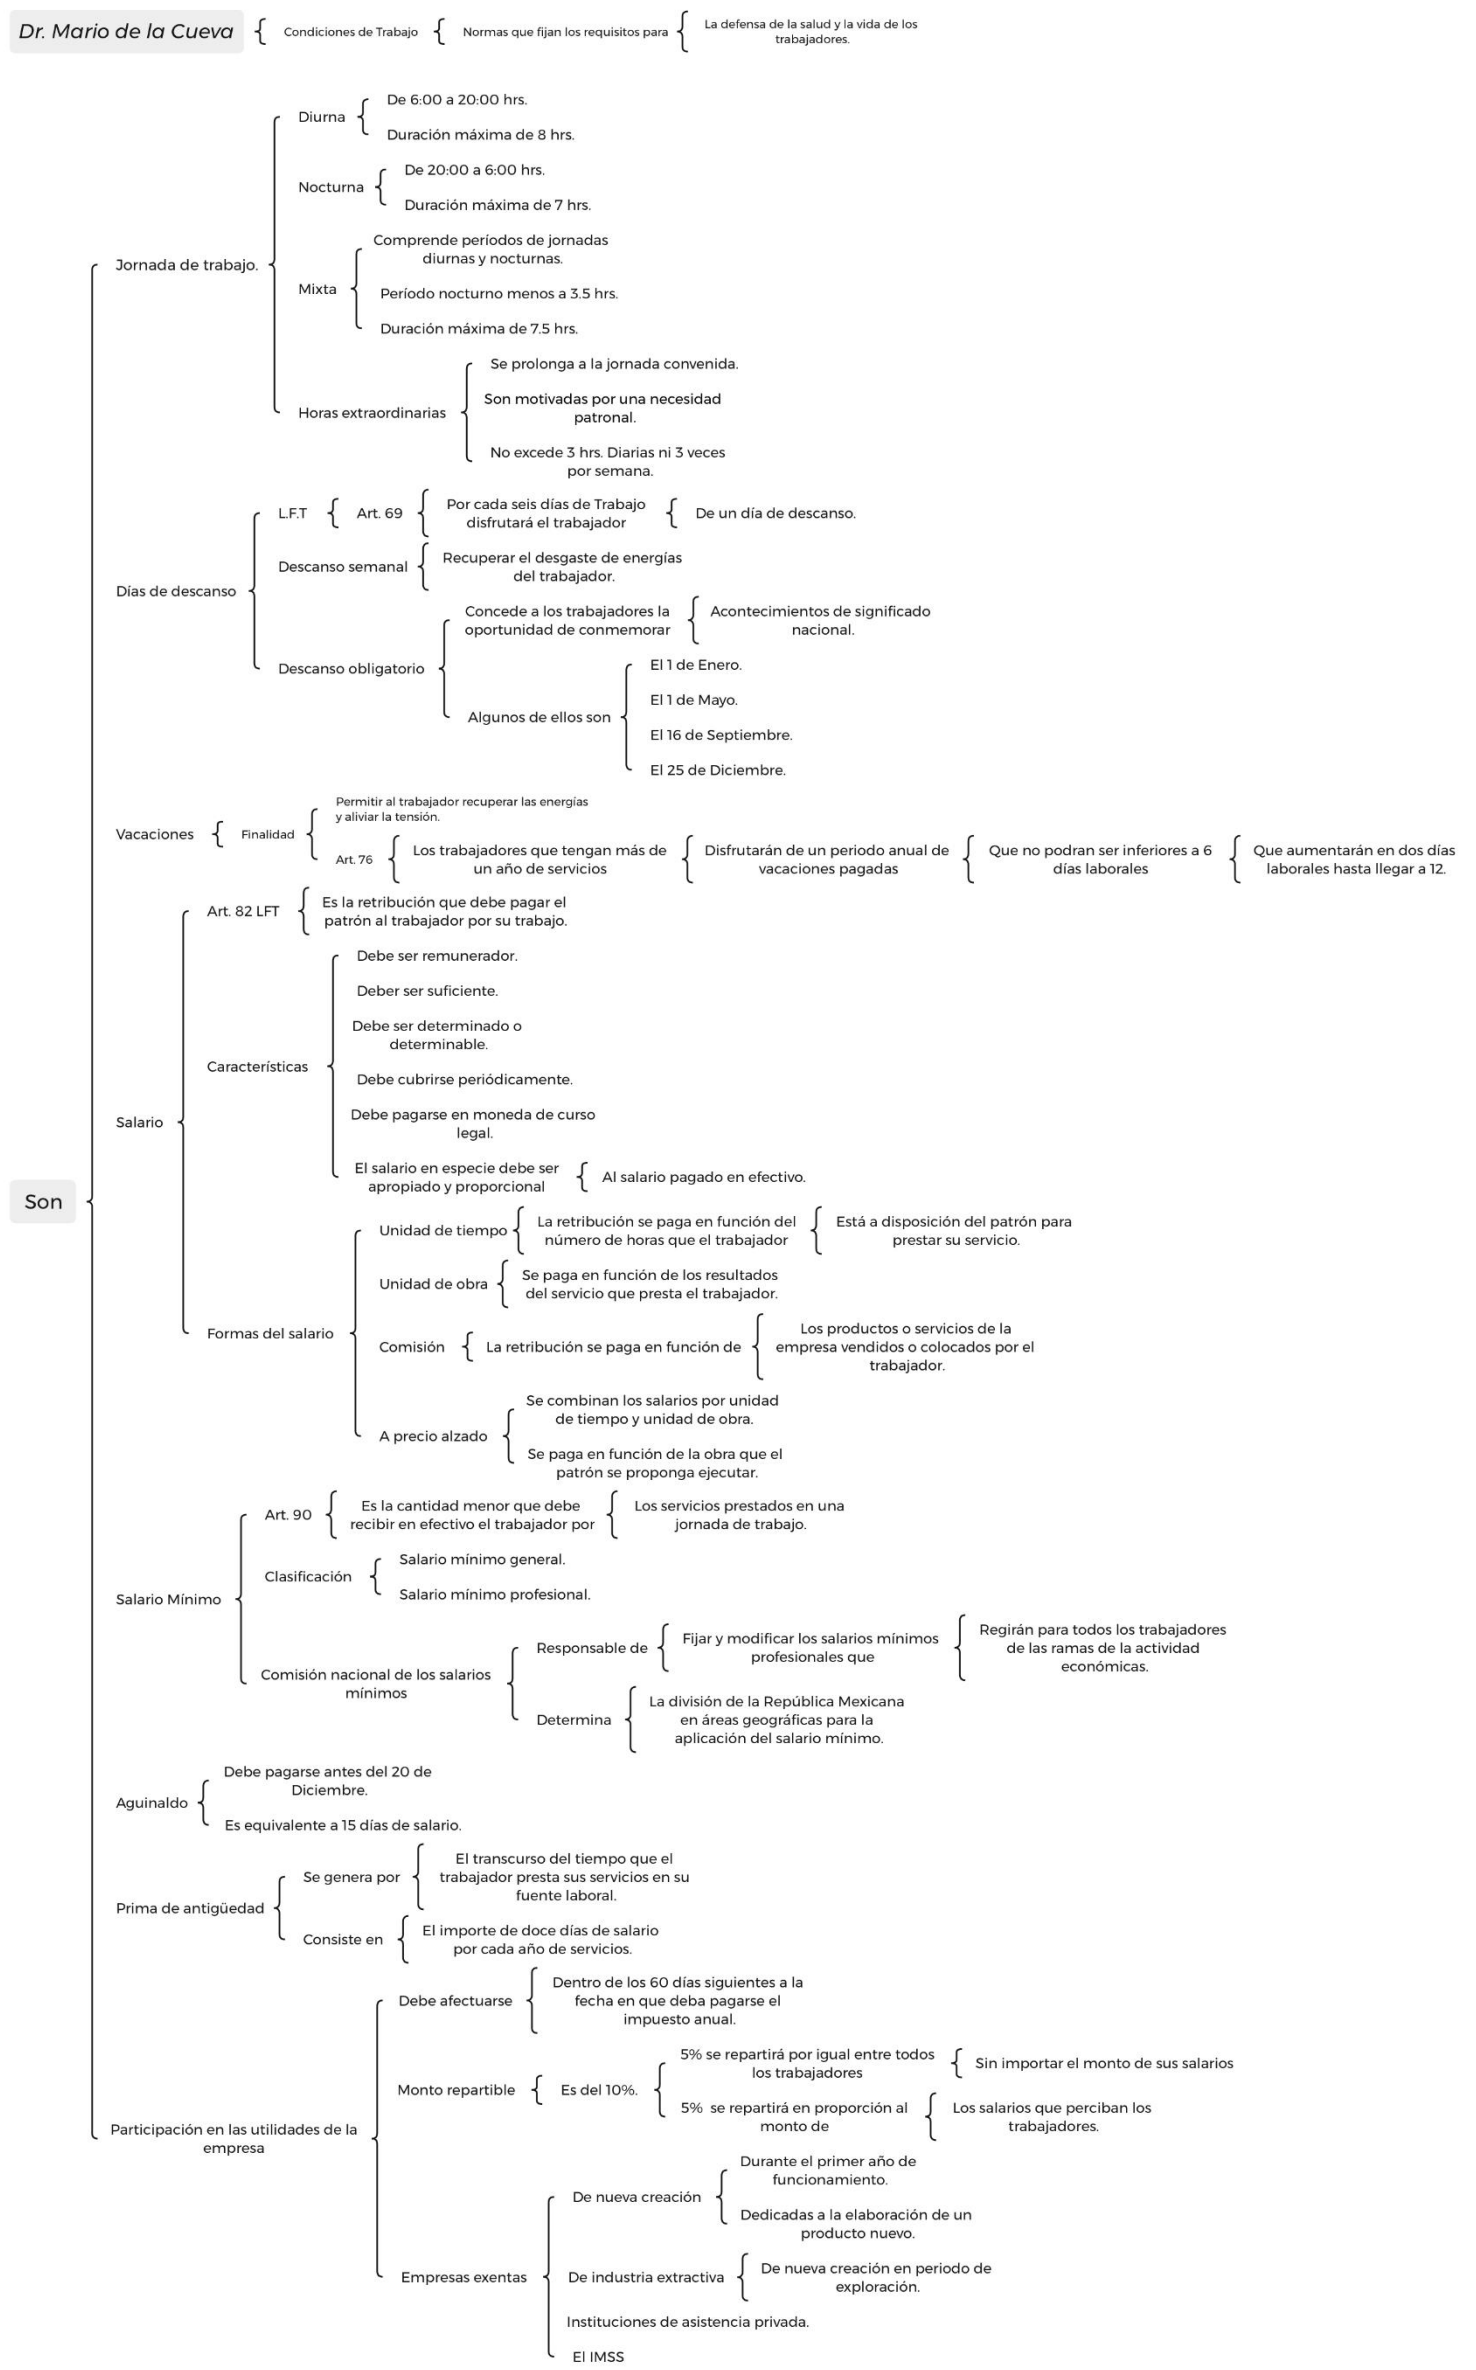 Dr. Mario de la Cueva
Condiciones de Trabajo
Normas que fijan los requisitos para
La defensa de la salud y la vida de los
trabajadores.
Son
Jornada de trabajo.
Diurna
De 6:00 a 20:00 hrs.
Duración máxima de 8 hrs.
Nocturna
De 20:00 a 6:00 hrs.
Duración máxima de 7 hrs.
Mixta
Comprende períodos de jornadas
diurnas y nocturnas.
Período nocturno menos a 3.5 hrs.
Duración máxima de 7.5 hrs.
Horas extraordinarias
Se prolonga a la jornada convenida.
Son motivadas por una necesidad
patronal.
No excede 3 hrs. Diarias ni 3 veces
por semana.
Días de descanso
L.F.T
Art. 69
Por cada seis días de Trabajo
disfrutará el trabajador
De un día de descanso.
Descanso semanal
Recuperar el desgaste de energías
del trabajador.
Descanso obligatorio
Concede a los trabajadores la
oportunidad de conmemorar
Acontecimientos de significado
nacional.
Algunos de ellos son
El 1 de Enero.
El 1 de Mayo.
El 16 de Septiembre.
El 25 de Diciembre.
Vacaciones
Finalidad
Permitir al trabajador recuperar las energías
y aliviar la tensión.
Art. 76
Los trabajadores que tengan más de
un año de servicios
Disfrutarán de un periodo anual de
vacaciones pagadas
Que no podran ser inferiores a 6
días laborales
Que aumentarán en dos días
laborales hasta llegar a 12.
Salario
Art. 82 LFT
Es la retribución que debe pagar el
patrón al trabajador por su trabajo.
Características
Debe ser remunerador.
Deber ser suficiente.
Debe ser determinado o
determinable.
Debe cubrirse periódicamente.
Debe pagarse en moneda de curso
legal.
El salario en especie debe ser
apropiado y proporcional
Al salario pagado en efectivo.
Formas del salario
Unidad de tiempo
La retribución se paga en función del
número de horas que el trabajador
Está a disposición del patrón para
prestar su servicio.
Unidad de obra
Se paga en función de los resultados
del servicio que presta el trabajador.
Comisión
La retribución se paga en función de
Los productos o servicios de la
empresa vendidos o colocados por el
trabajador.
A precio alzado
Se combinan los salarios por unidad
de tiempo y unidad de obra.
Se paga en función de la obra que el
patrón se proponga ejecutar.
Salario Mínimo
Art. 90
Es la cantidad menor que debe
recibir en efectivo el trabajador por
Los servicios prestados en una
jornada de trabajo.
Clasificación
Salario mínimo general.
Salario mínimo profesional.
Comisión nacional de los salarios
mínimos
Responsable de
Fijar y modificar los salarios mínimos
profesionales que
Regirán para todos los trabajadores
de las ramas de la actividad
económicas.
Determina
La división de la República Mexicana
en áreas geográficas para la
aplicación del salario mínimo.
Aguinaldo
Debe pagarse antes del 20 de
Diciembre.
Es equivalente a 15 días de salario.
Prima de antigüedad
Se genera por
El transcurso del tiempo que el
trabajador presta sus servicios en su
fuente laboral.
Consiste en
El importe de doce días de salario
por cada año de servicios.
Participación en las utilidades de la
empresa
Debe afectuarse
Dentro de los 60 días siguientes a la
fecha en que deba pagarse el
impuesto anual.
Monto repartible
Es del 10%.
5% se repartirá por igual entre todos
los trabajadores
Sin importar el monto de sus salarios
5% se repartirá en proporción al
monto de
Los salarios que perciban los
trabajadores.
Empresas exentas
De nueva creación
Durante el primer año de
funcionamiento.
Dedicadas a la elaboración de un
producto nuevo.
De industria extractiva
De nueva creación en periodo de
exploración.
Instituciones de asistencia privada.
El IMSS